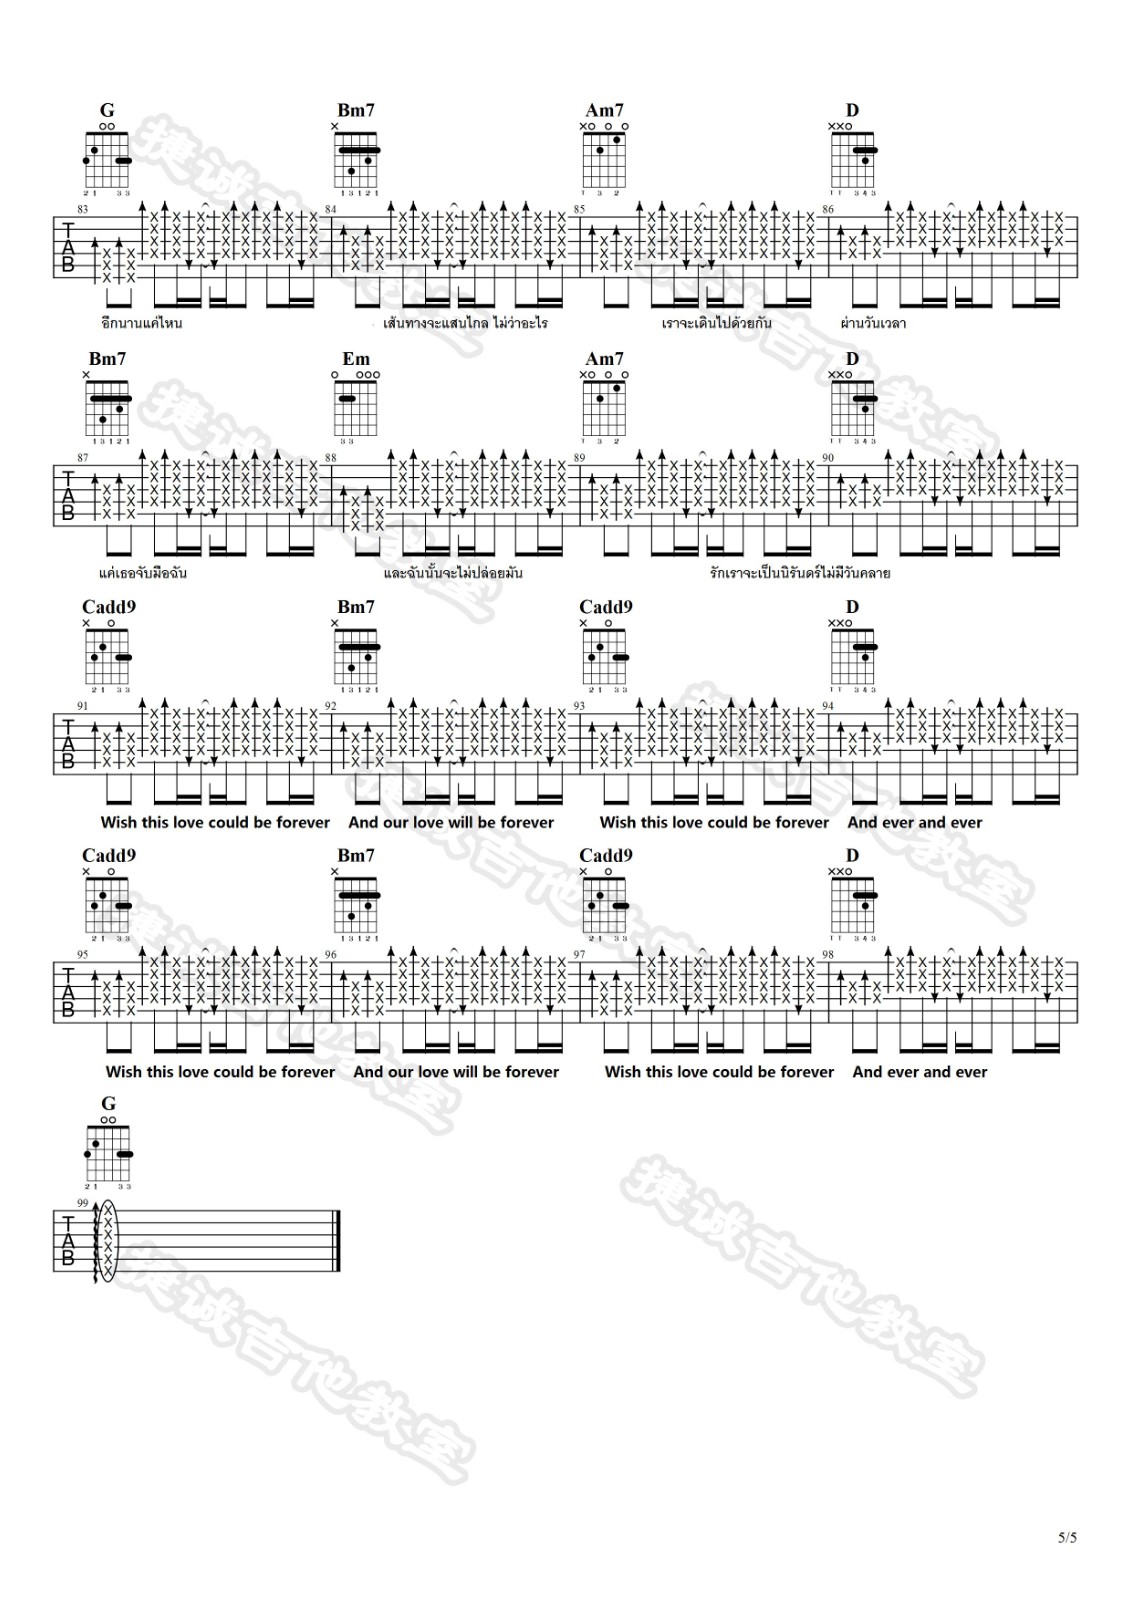 G Bm7 Am7 D
83 84 85 86
TAB
อีกนานแค่ไหน เส้นทางจะแสนไกล ไม่ว่าอะไร เราจะเดินไปด้วยกัน ผ่านวันเวลา
Bm7 Em Am7 D
87 88 89 90
TAB
แค่เธอจับมือฉัน และฉันนั้นจะไม่ปล่อยมัน รักเราจะเป็นนิรันดร์ไม่มีวันคลาย
Cadd9 Bm7 Cadd9 D
91 92 93 94
TAB
Wish this love could be forever And our love will be forever Wish this love could be forever And ever and ever
Cadd9 Bm7 Cadd9 D
95 96 97 98
TAB
Wish this love could be forever And our love will be forever Wish this love could be forever And ever and ever
G
99
TAB
捷诚吉他教室
5/5